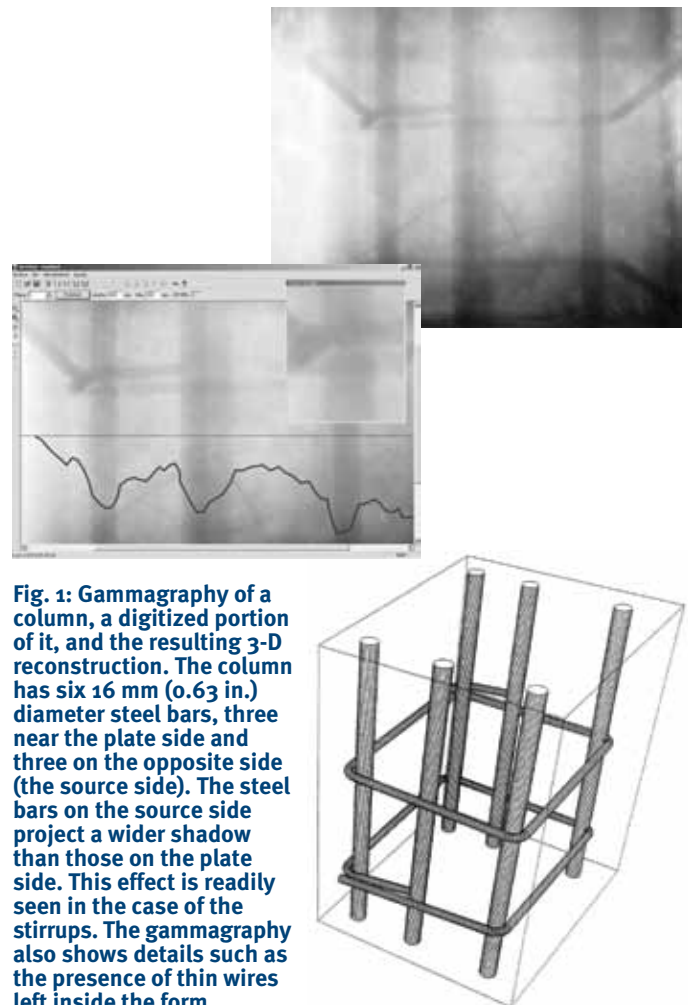 Fig. 1: Gammagraphy of a
column, a digitized portion
of it, and the resulting 3-D
reconstruction. The column
has six 16 mm (0.63 in.)
diameter steel bars, three
near the plate side and
three on the opposite side
(the source side). The steel
bars on the source side
project a wider shadow
than those on the plate
side. This effect is readily
seen in the case of the
stirrups. The gammagraphy
also shows details such as
the presence of thin wires
left inside the form